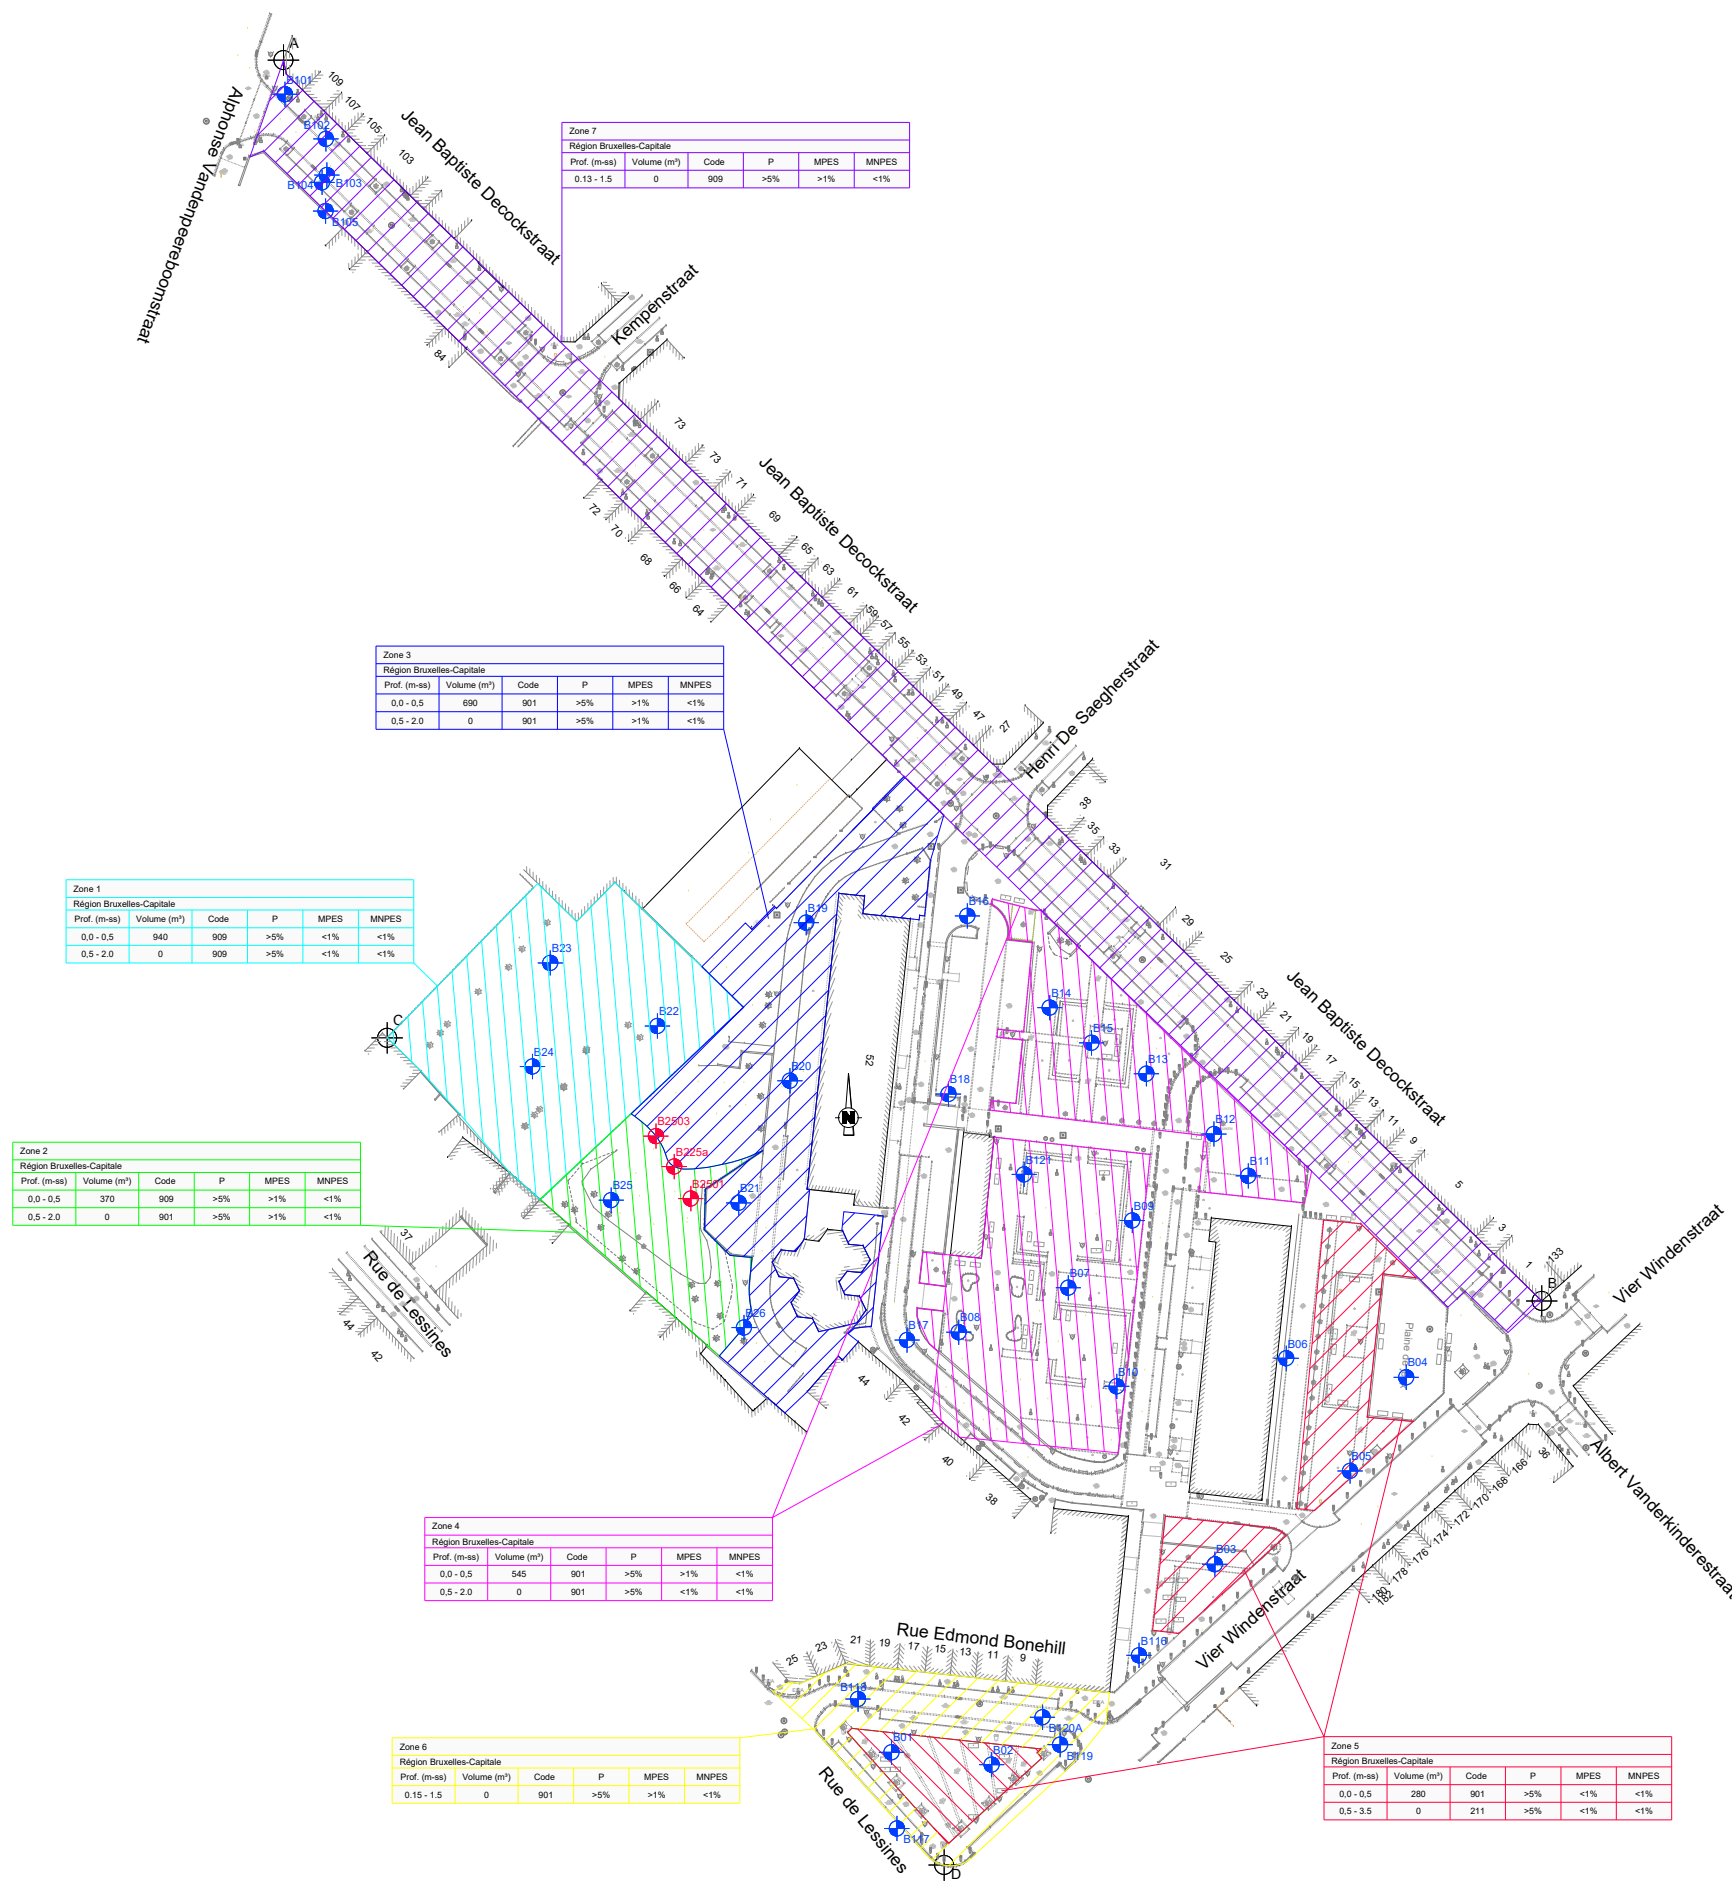 A
B101
109
107
105
103
B102
B103
B104
B105
Alphonse Vandenpeereboomstraat
Jean Baptiste Decockstraat
Zone 7
Région Bruxelles-Capitale
Prof. (m-ss) Volume (m³) Code P MPES MNPES
0.13 - 1.5 0 909 >5% >1% <1%
Kempenstraat
84
73
73
71
69
65
63
61
59
57
55
53
51
49
47
27
72
70
68
66
64
Jean Baptiste Decockstraat
Henri De Saegherstraat
Zone 3
Région Bruxelles-Capitale
Prof. (m-ss) Volume (m³) Code P MPES MNPES
0,0 - 0,5 690 901 >5% >1% <1%
0,5 - 2.0 0 901 >5% >1% <1%
38
35
33
31
29
25
23
21
19
17
15
13
11
9
5
3
1
133
Jean Baptiste Decockstraat
Zone 1
Région Bruxelles-Capitale
Prof. (m-ss) Volume (m³) Code P MPES MNPES
0,0 - 0,5 940 909 >5% <1% <1%
0,5 - 2.0 0 909 >5% <1% <1%
C
B23
B22
B24
B19
B20
52
N
B16
B14
B15
B13
B18
B12
B11
B121
B09
B07
B08
B17
B10
B06
B04
B05
Plaine de
B
Vier Windenstraat
Zone 2
Région Bruxelles-Capitale
Prof. (m-ss) Volume (m³) Code P MPES MNPES
0,0 - 0,5 370 909 >5% <1% <1%
0,5 - 2.0 0 901 >5% <1% <1%
B2503
B225a
B2501
B25
B21
B26
37
Rue de Lessines
44
42
44
42
40
38
36
166
168
170
172
174
176
178
180
182
Albert Vanderkinderestraat
Zone 4
Région Bruxelles-Capitale
Prof. (m-ss) Volume (m³) Code P MPES MNPES
0,0 - 0,5 545 901 >5% >1% <1%
0,5 - 2.0 0 901 >5% <1% <1%
B03
B116
Vier Windenstraat
Rue Edmond Bonehill
25
23
21
19
17
15
13
11
9
B118
B120A
B119
B01
B02
B117
D
Rue de Lessines
Zone 6
Région Bruxelles-Capitale
Prof. (m-ss) Volume (m³) Code P MPES MNPES
0.15 - 1.5 0 901 >5% >1% <1%
Zone 5
Région Bruxelles-Capitale
Prof. (m-ss) Volume (m³) Code P MPES MNPES
0,0 - 0,5 280 901 >5% <1% <1%
0,5 - 3.5 0 211 >5% <1% <1%